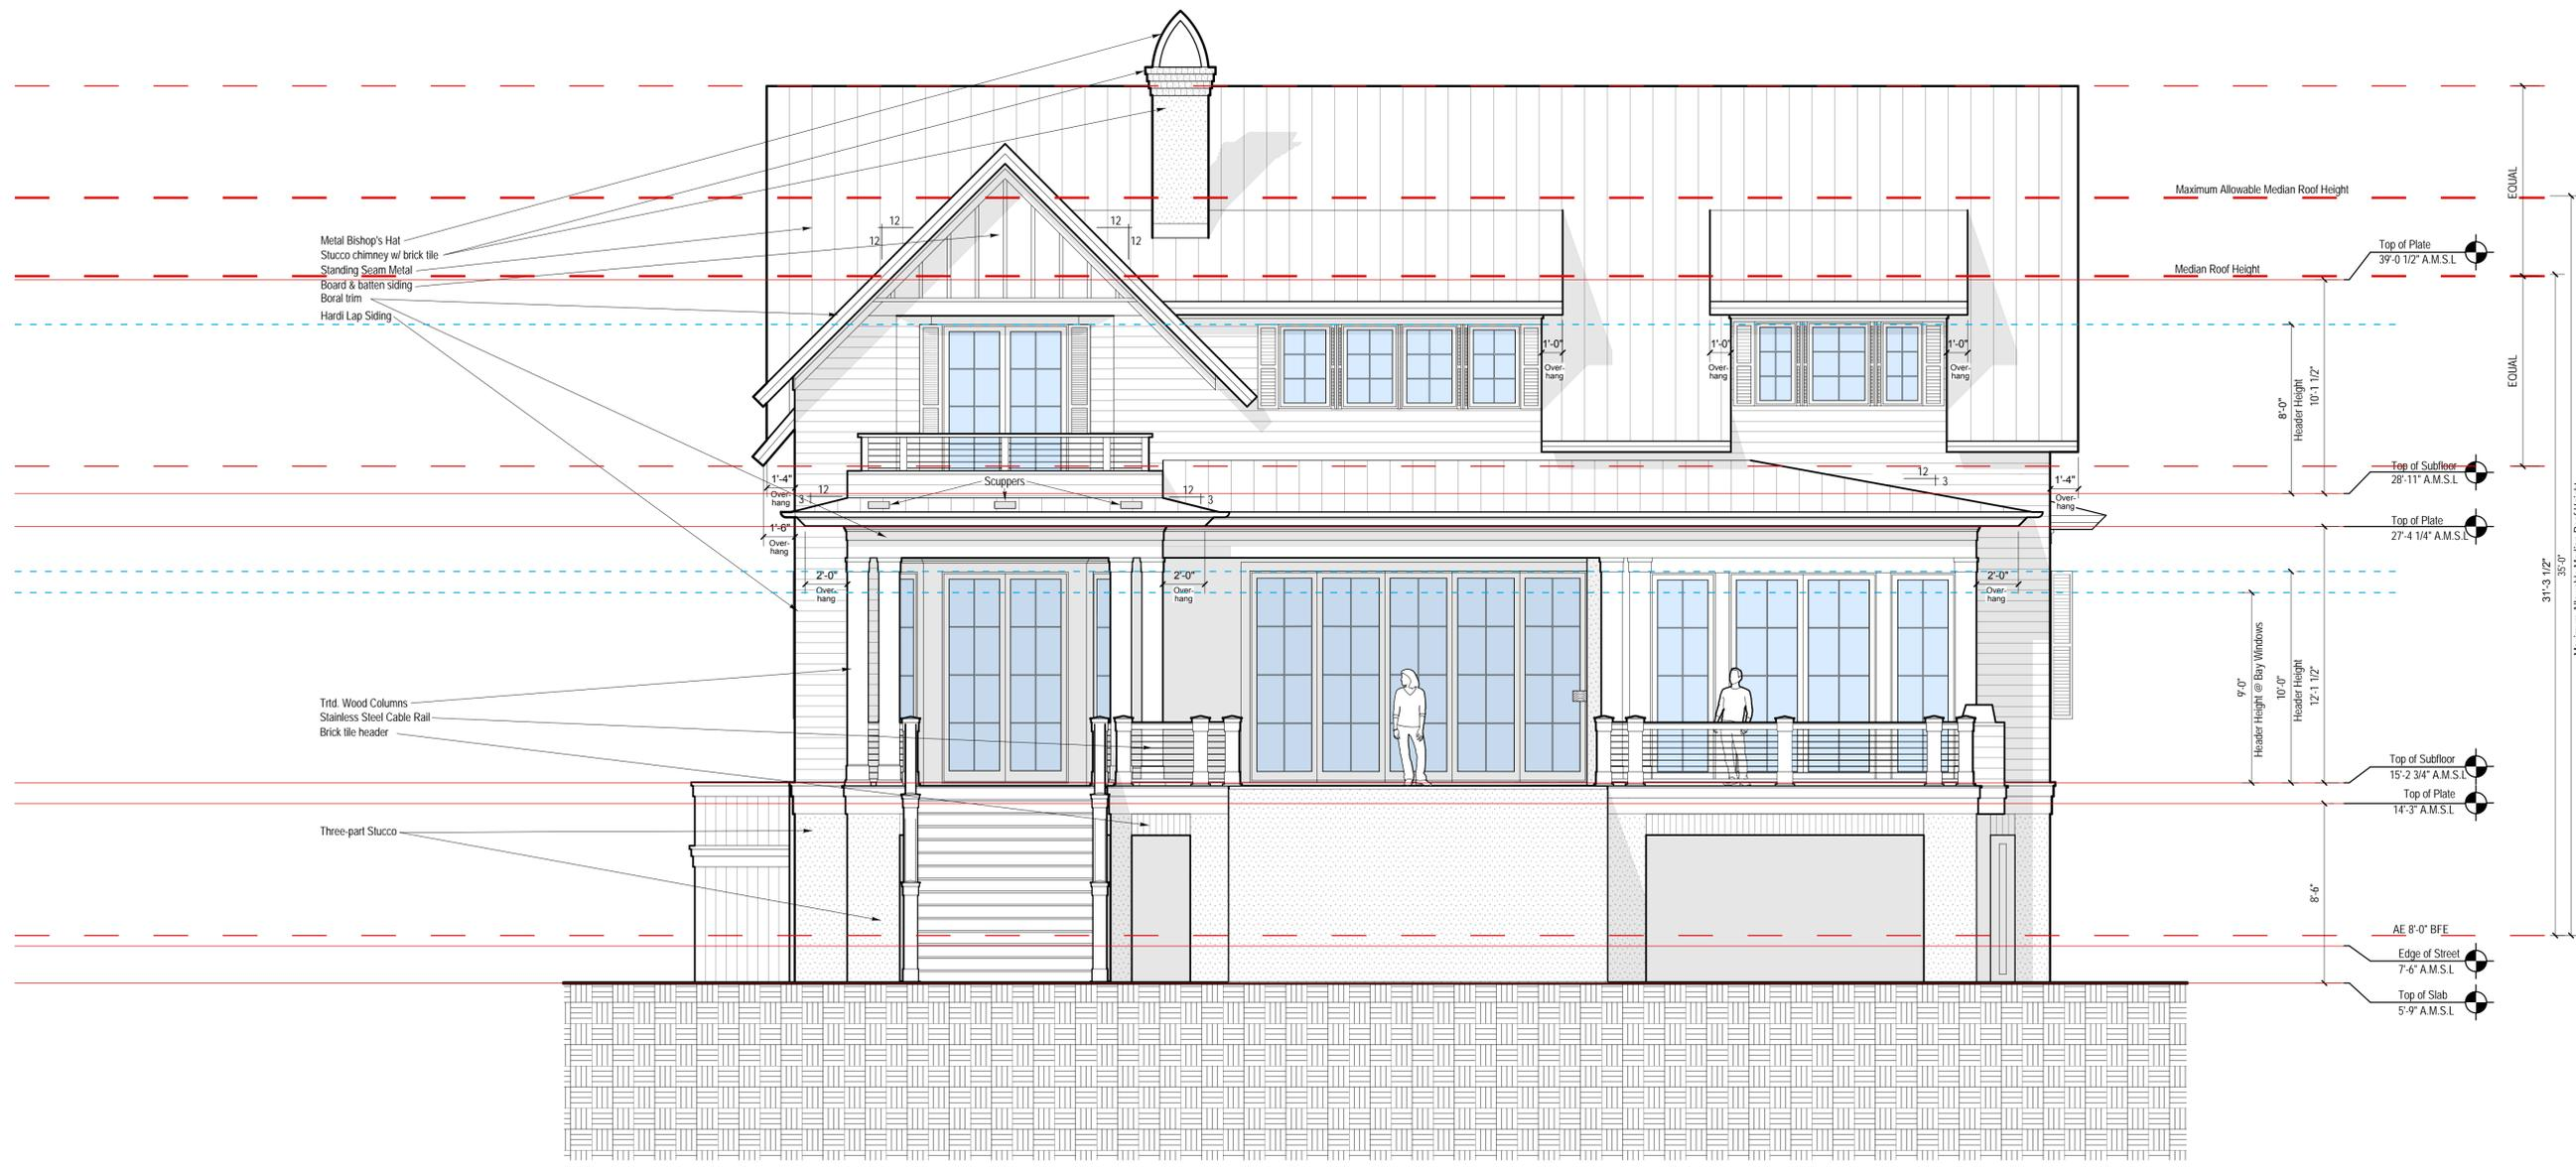 Metal Bishop's Hat
Stucco chimney w/ brick tile
Standing Seam Metal
Board & batten siding
Boral trim
Hardi Lap Siding
Trtd. Wood Columns
Stainless Steel Cable Rail
Brick tile header
Three-part Stucco
12
12
12
12
1'-0"
Over-
hang
1'-0"
Over-
hang
1'-0"
Over-
hang
Scuppers
1'-4"
Over-
hang
12
3
12
3
12
3
1'-4"
Over-
hang
1'-6"
Over-
hang
2'-0"
Over-
hang
2'-0"
Over-
hang
2'-0"
Over-
hang
Maximum Allowable Median Roof Height
Top of Plate
39'-0 1/2" A.M.S.L
Median Roof Height
Top of Subfloor
28'-11" A.M.S.L
Top of Plate
27'-4 1/4" A.M.S.L
Top of Subfloor
15'-2 3/4" A.M.S.L
Top of Plate
14'-3" A.M.S.L
AE 8'-0" BFE
Edge of Street
7'-6" A.M.S.L
Top of Slab
5'-9" A.M.S.L
EQUAL
EQUAL
8'-0"
Header Height
10'-1 1/2"
9'-0"
Header Height @ Bay Windows
10'-0"
Header Height
12'-1 1/2"
8'-6"
31'-3 1/2"
35'-0"